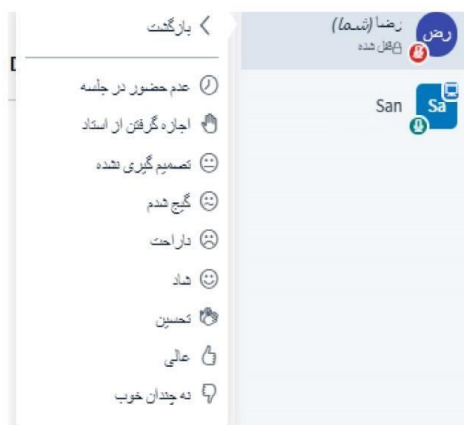 رضا (شما)
رض
قفل شده
San
Sa
بازگشت
عدم حضور در جلسه
اجازه گرفتن از استاد
تصمیم گیری نشده
گیج شدم
ناراحت
شاد
تحسین
عالی
نه چندان خوب